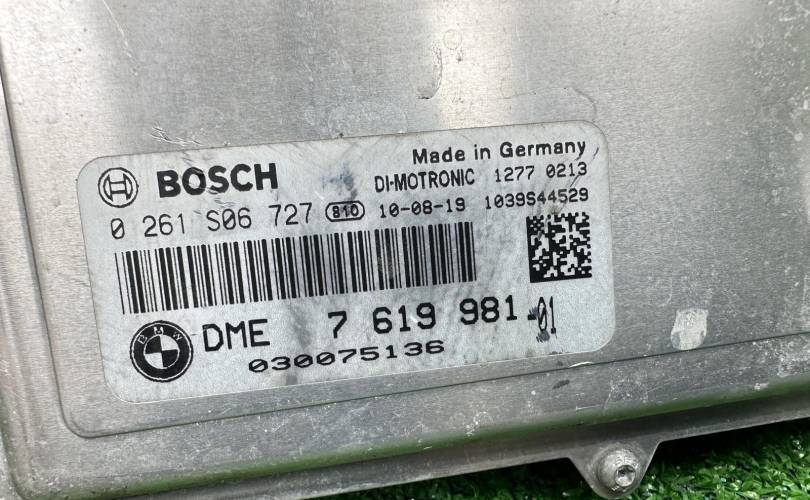 Made in Germany
BOSCH DI-MOTRONIC 1277 0213
0 261 S06 727 810 10-08-19 1039S44529
BMW DME 7 619 981-01
030075136